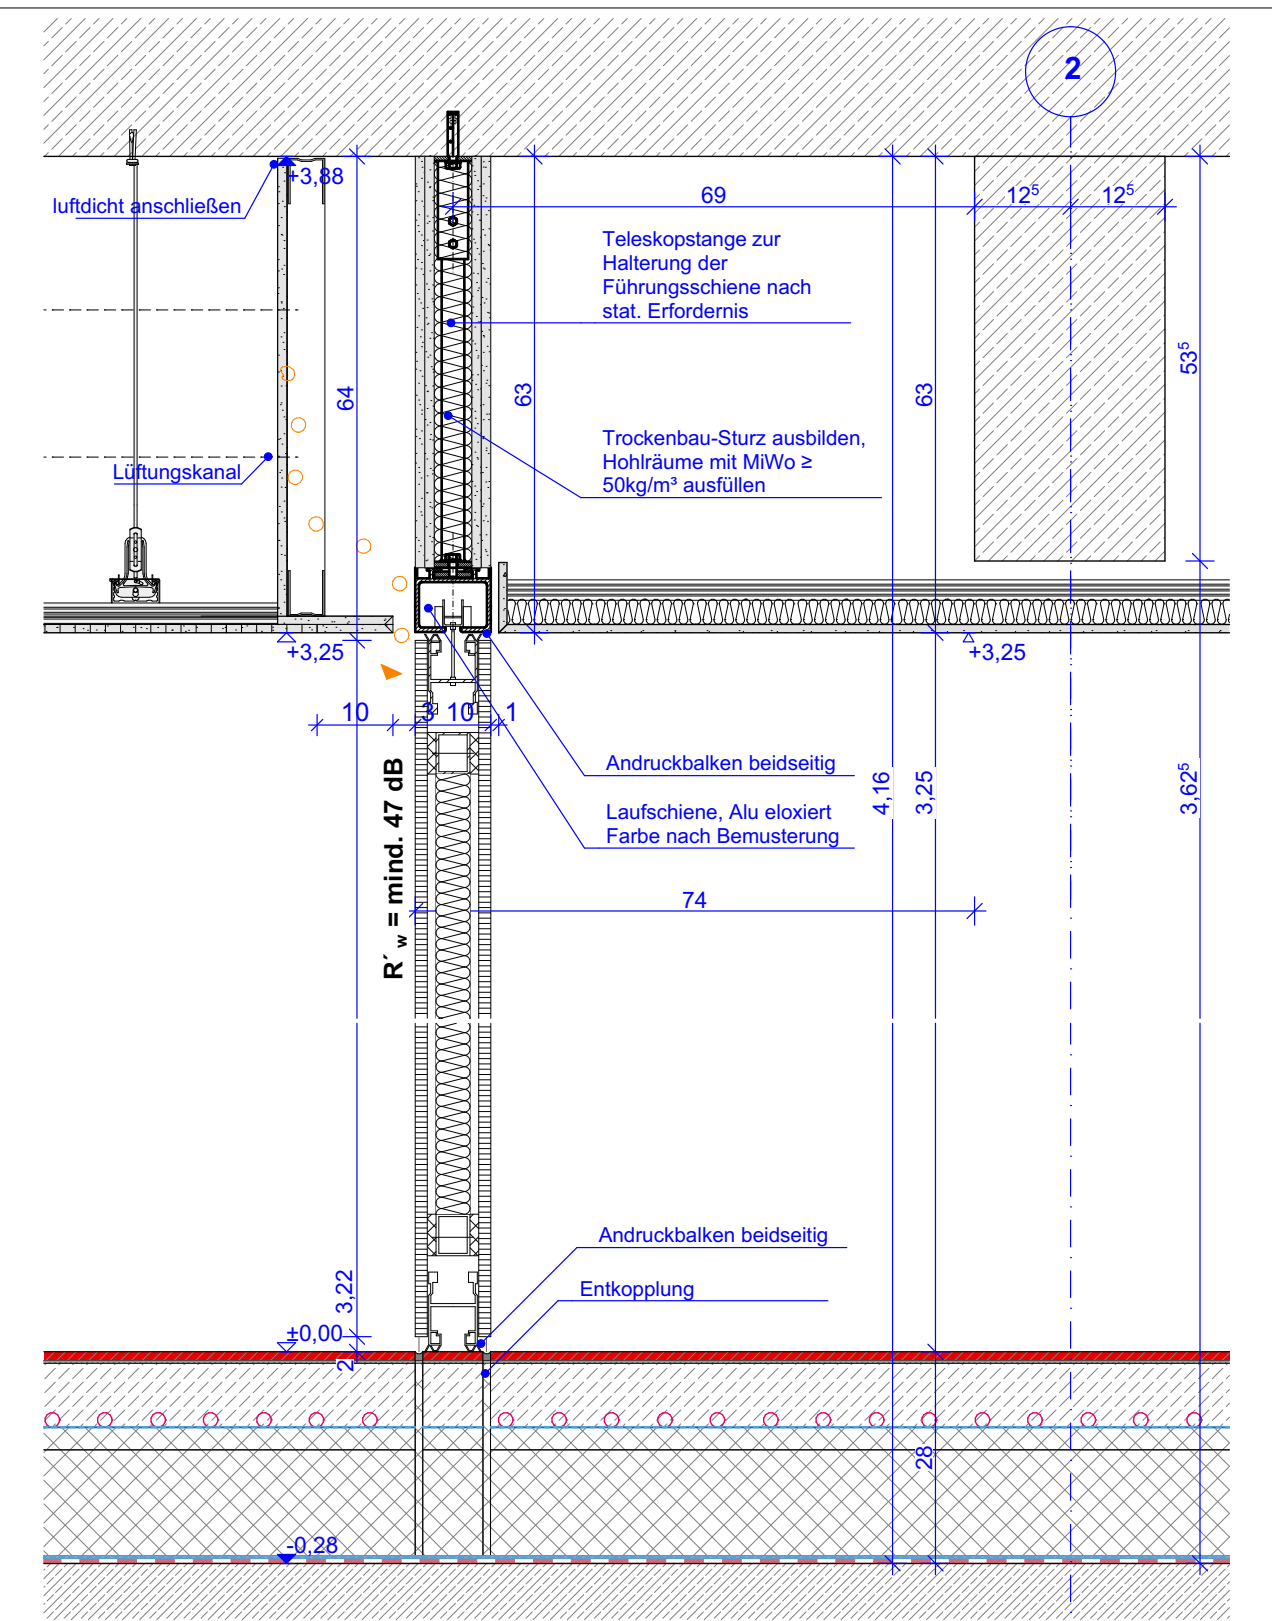 2
+3,88
luftdicht anschließen
69
12⁵
12⁵
Teleskopstange zur
Halterung der
Führungsschiene nach
stat. Erfordernis
53⁵
64
63
63
Trockenbau-Sturz ausbilden,
Hohlräume mit MiWo ≥
50kg/m³ ausfüllen
Lüftungskanal
+3,25
+3,25
10
3
10
1
Andruckbalken beidseitig
4,16
3,25
3,62⁵
Laufschiene, Alu eloxiert
Farbe nach Bemusterung
R´w = mind. 47 dB
74
Andruckbalken beidseitig
3,22
Entkopplung
±0,00
2
28
-0,28